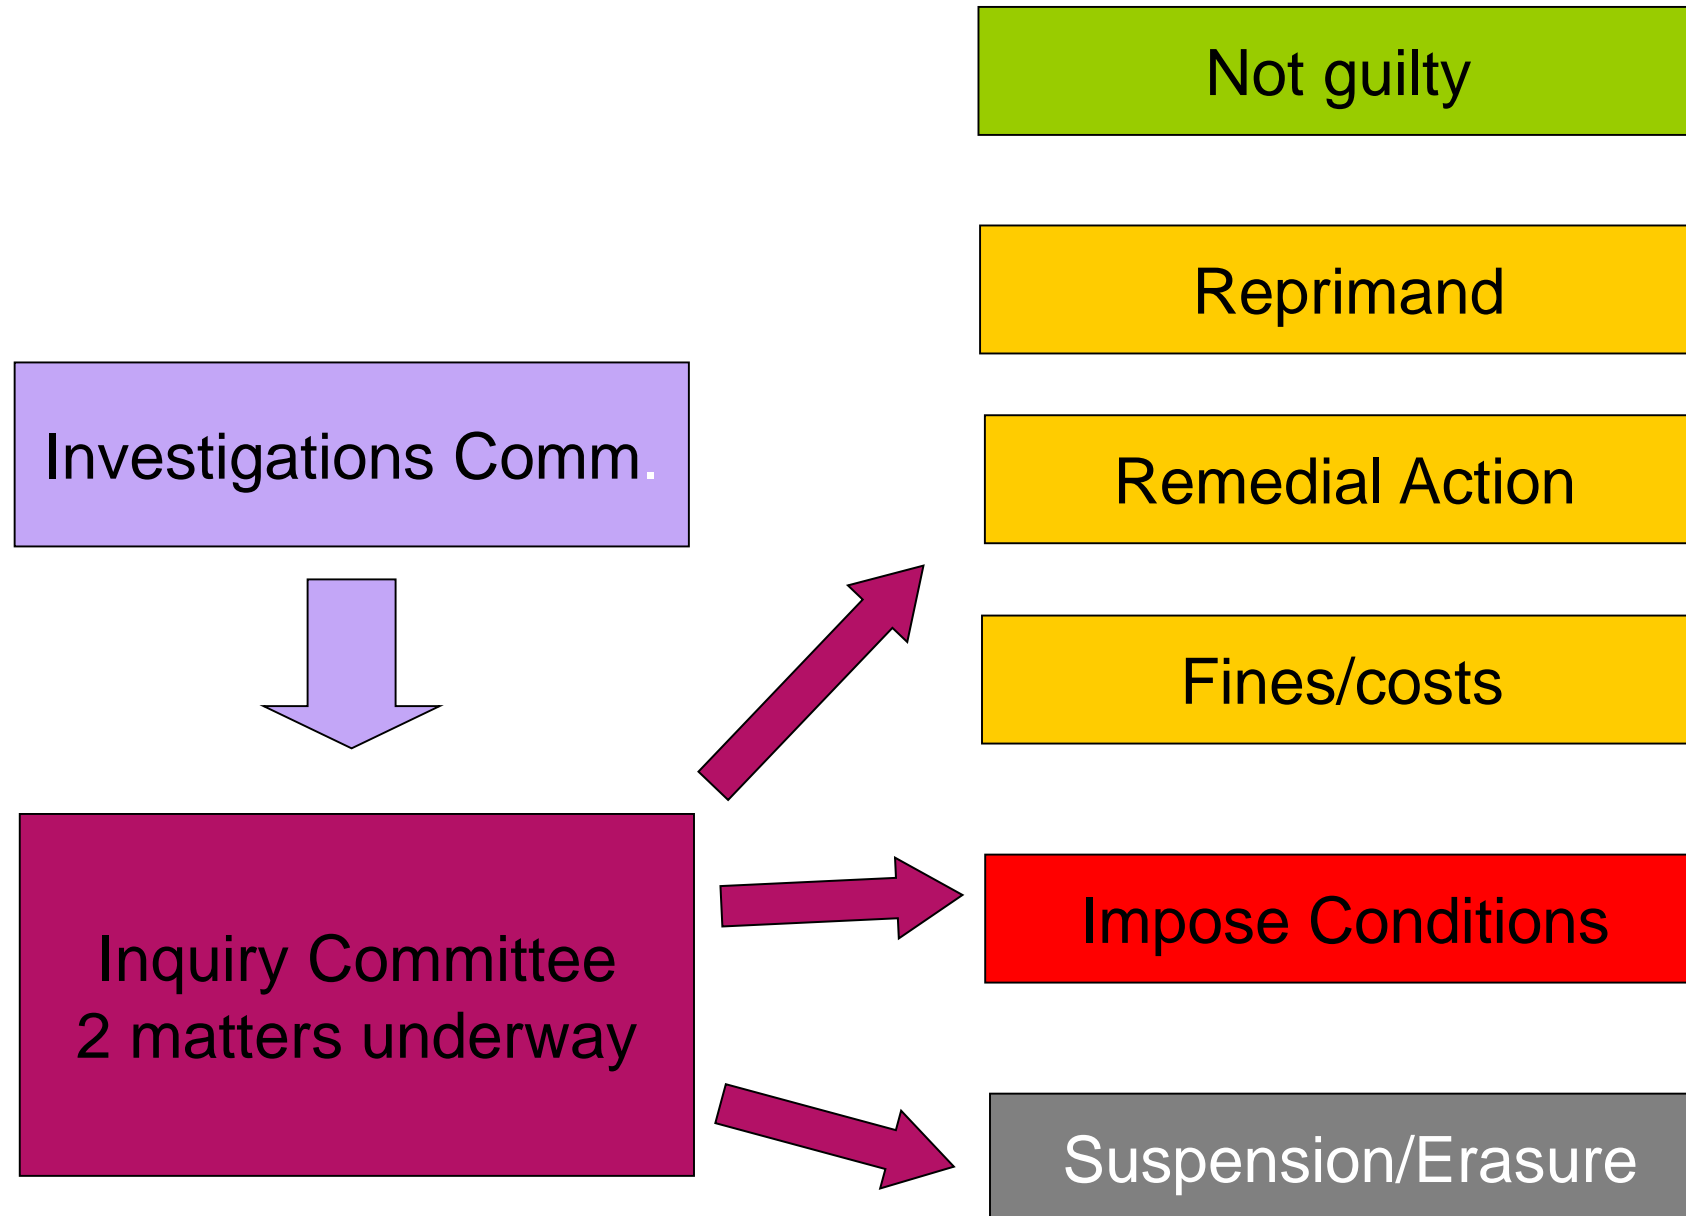 Not guilty
Reprimand
Investigations Comm.
Remedial Action
Fines/costs
Inquiry Committee
2 matters underway
Impose Conditions
Suspension/Erasure